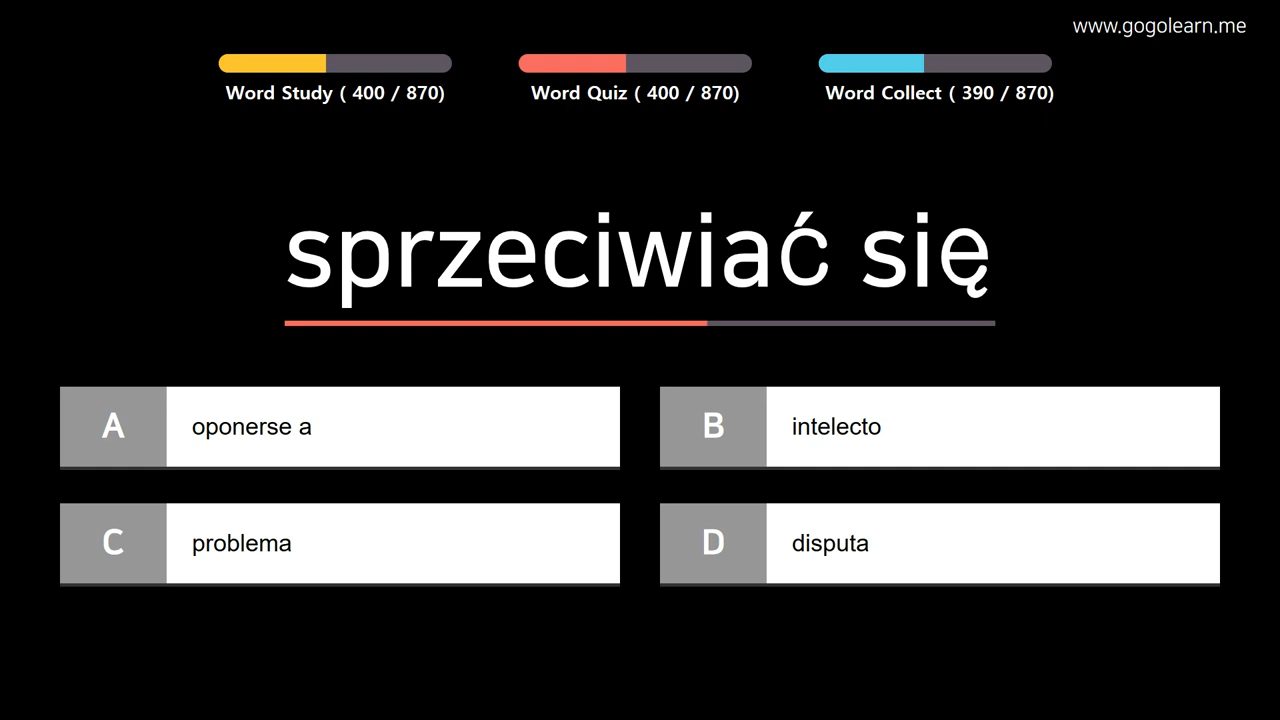 www.gogolearn.me
Word Study ( 400 / 870)
Word Quiz ( 400 / 870)
Word Collect ( 390 / 870)
sprzeciwiać się
A
oponerse a
B
intelecto
C
problema
D
disputa